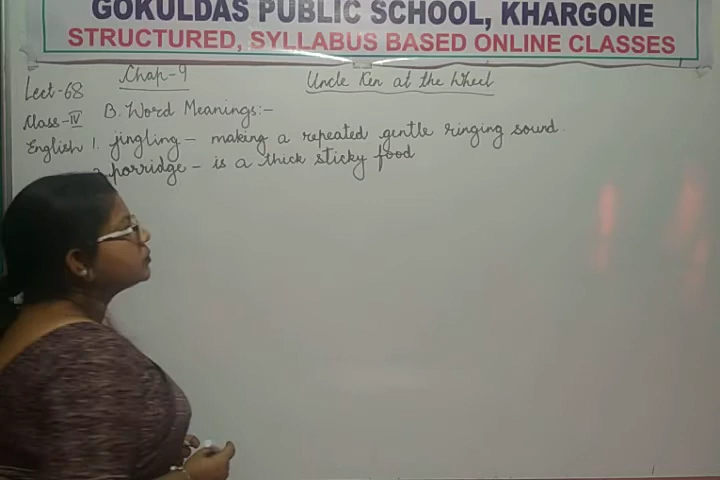 GOKULDAS PUBLIC SCHOOL, KHARGONE
STRUCTURED, SYLLABUS BASED ONLINE CLASSES
Lect-68
Chap-9
Uncle Ken at the Wheel
Class-IV
B. Word Meanings:-
English
1. jingling - making a repeated gentle ringing sound.
2. porridge - is a thick sticky food